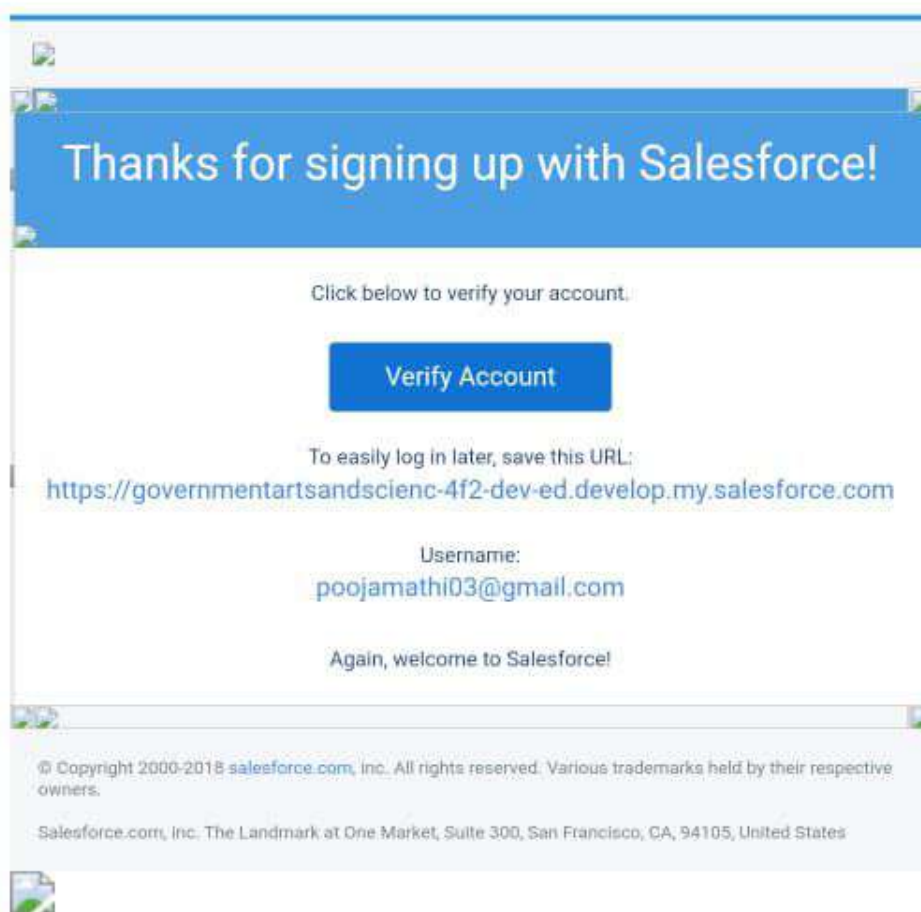 Thanks for signing up with Salesforce!
Click below to verify your account.
Verify Account
To easily log in later, save this URL:
https://governmentartsandscienc-4f2-dev-ed.develop.my.salesforce.com
Username:
poojamathi03@gmail.com
Again, welcome to Salesforce!
© Copyright 2000-2018 salesforce.com, inc. All rights reserved. Various trademarks held by their respective
owners.
Salesforce.com, inc. The Landmark at One Market, Suite 300, San Francisco, CA, 94105, United States